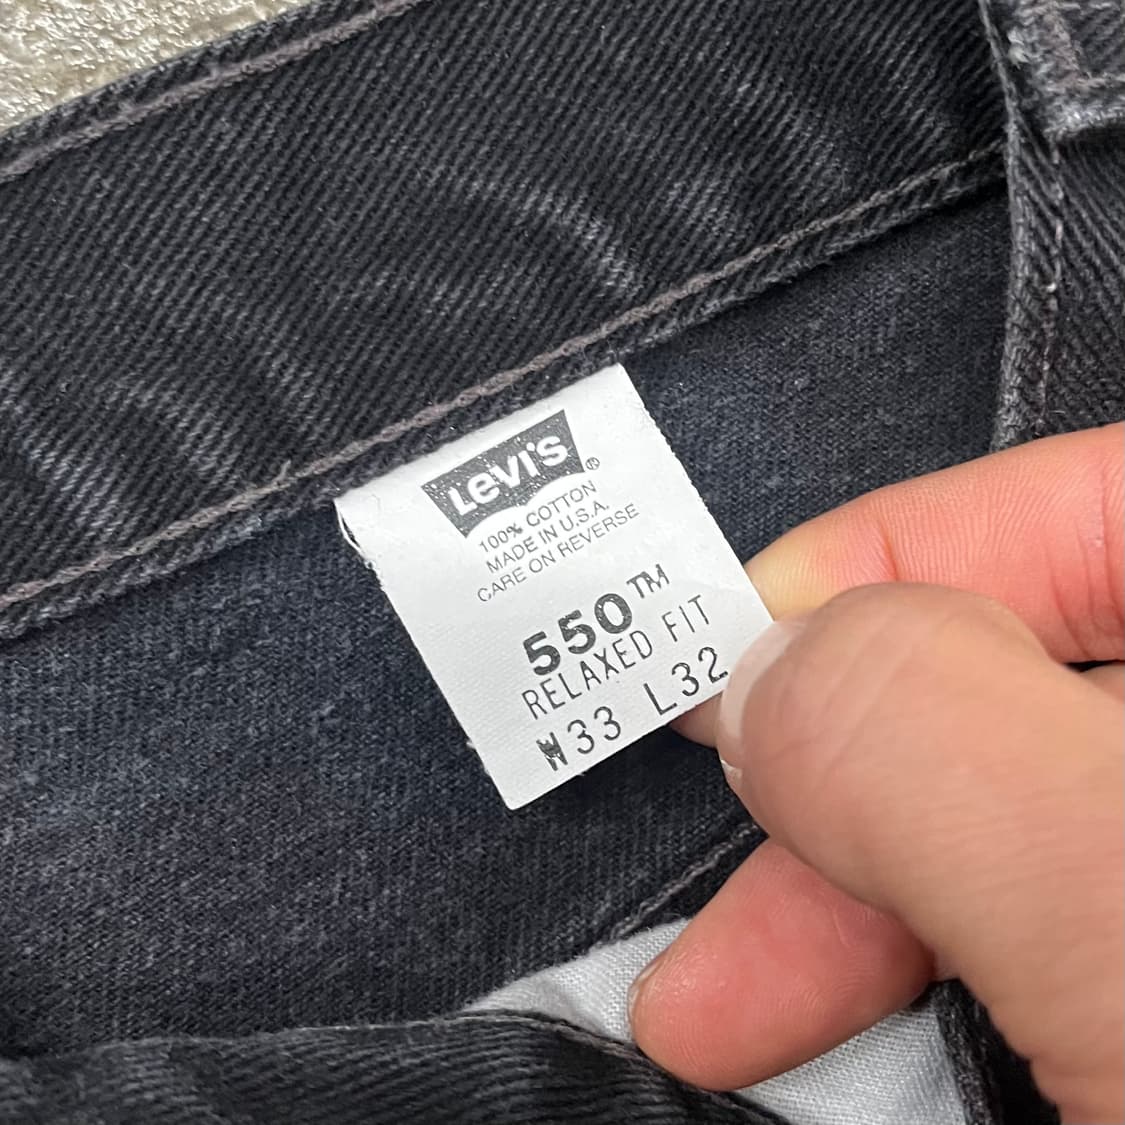 Levi's®
100% COTTON
MADE IN U.S.A.
CARE ON REVERSE
550™
RELAXED FIT
W33 L32